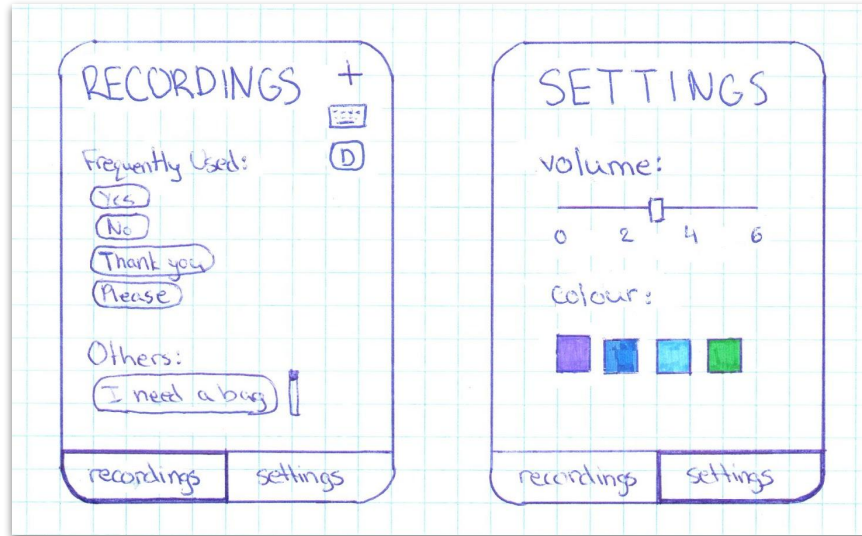 RECORDINGS +
D
Frequently Used:
Yes
No
Thank you
Please
Others:
I need a bag
recordings settings
SETTINGS
volume:
0 2 4 6
colour:
recordings settings